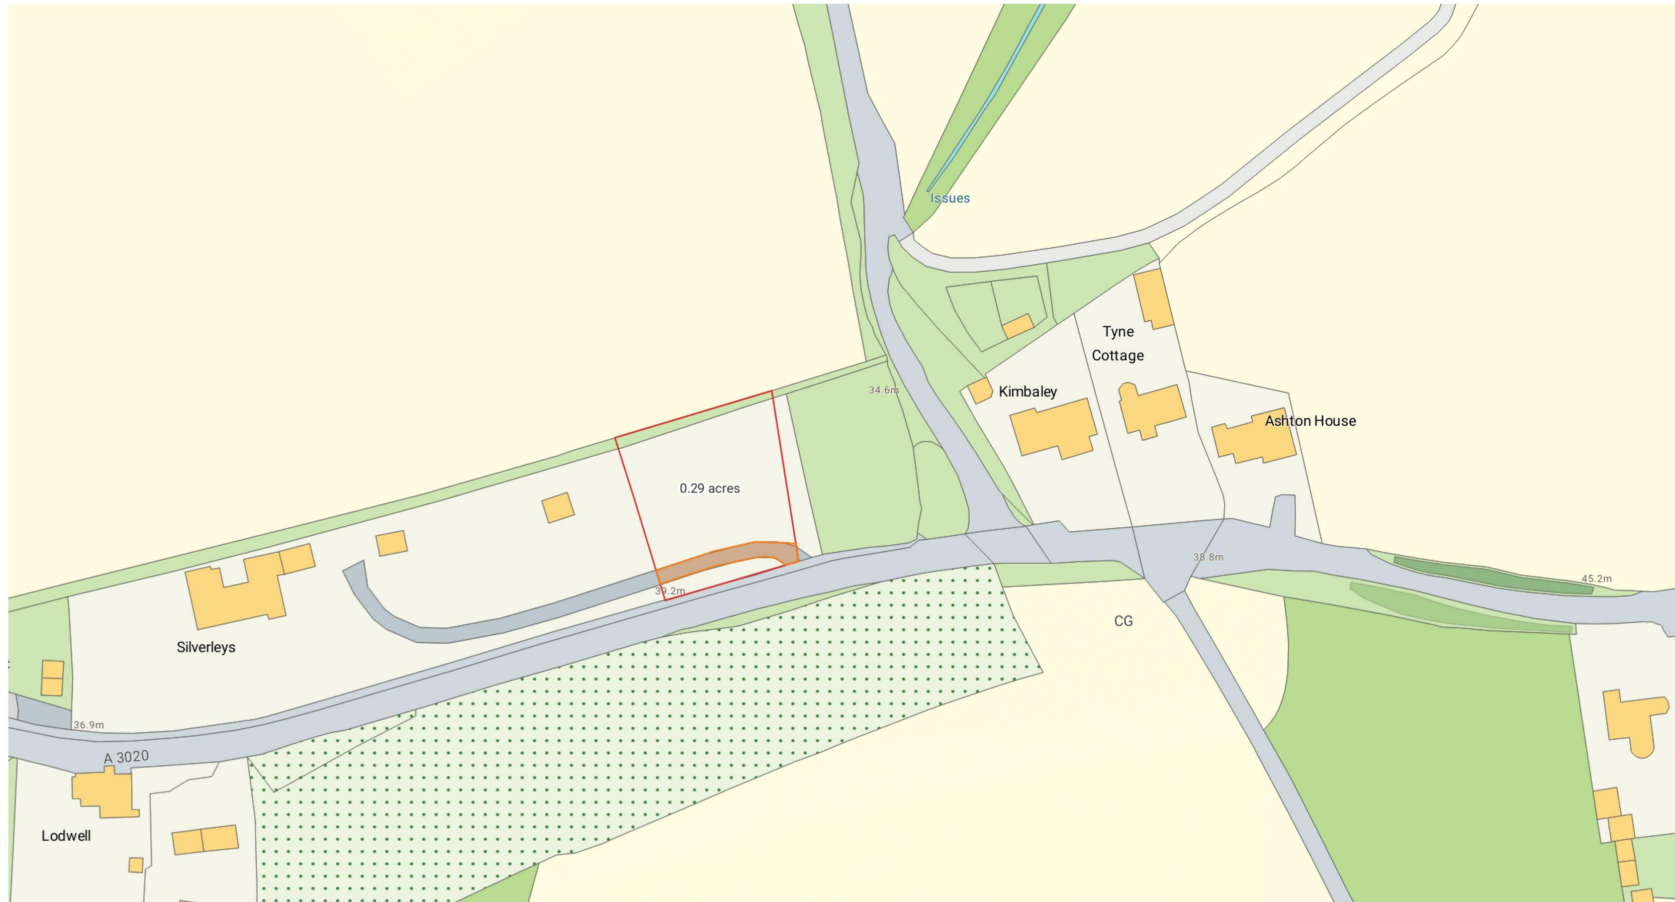 Issues
Tyne
Cottage
34.6m
Kimbaley
Ashton House
0.29 acres
38.8m
45.2m
39.2m
CG
Silverleys
36.9m
A 3020
Lodwell